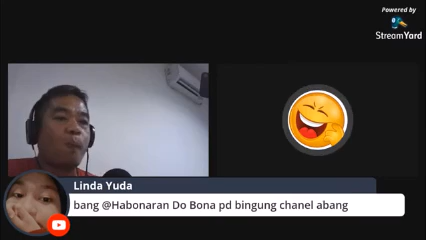 Powered by
StreamYard
Linda Yuda
bang @Habonaran Do Bona pd bingung chanel abang